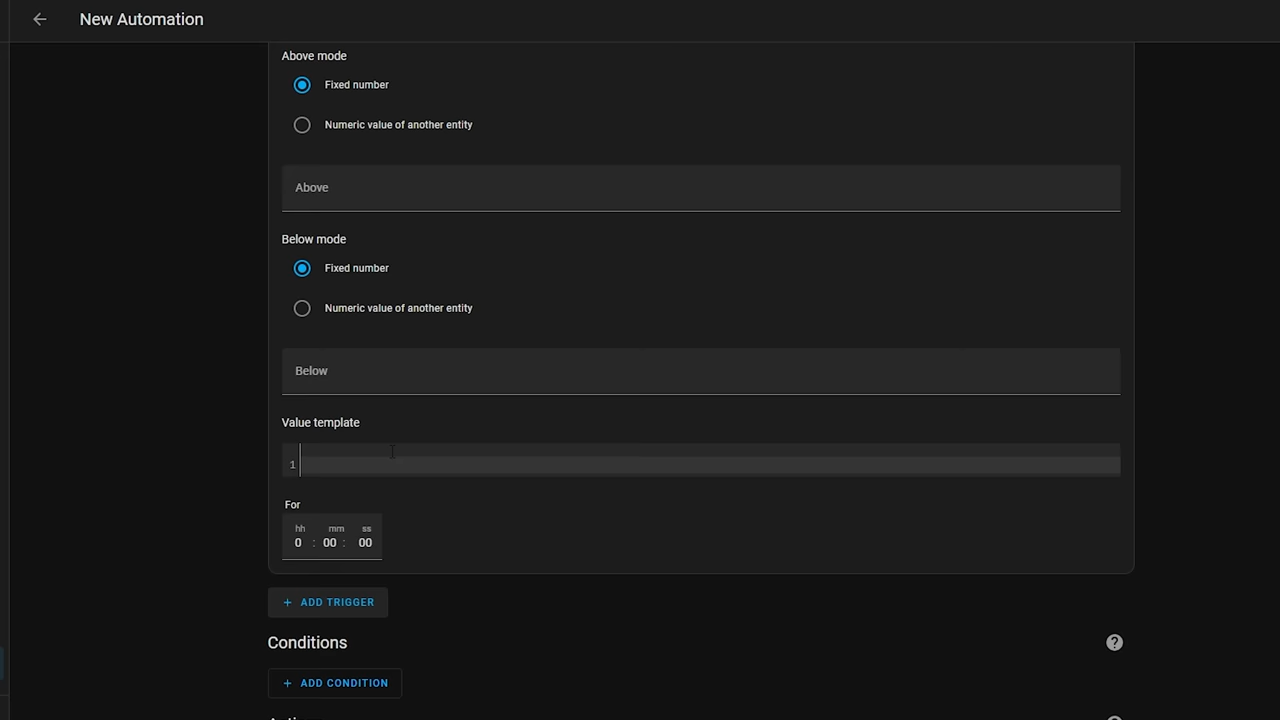 New Automation
Above mode
Fixed number
Numeric value of another entity
Above
Below mode
Fixed number
Numeric value of another entity
Below
Value template
1
For
hh mm ss
0 : 00 : 00
+ ADD TRIGGER
Conditions
?
+ ADD CONDITION